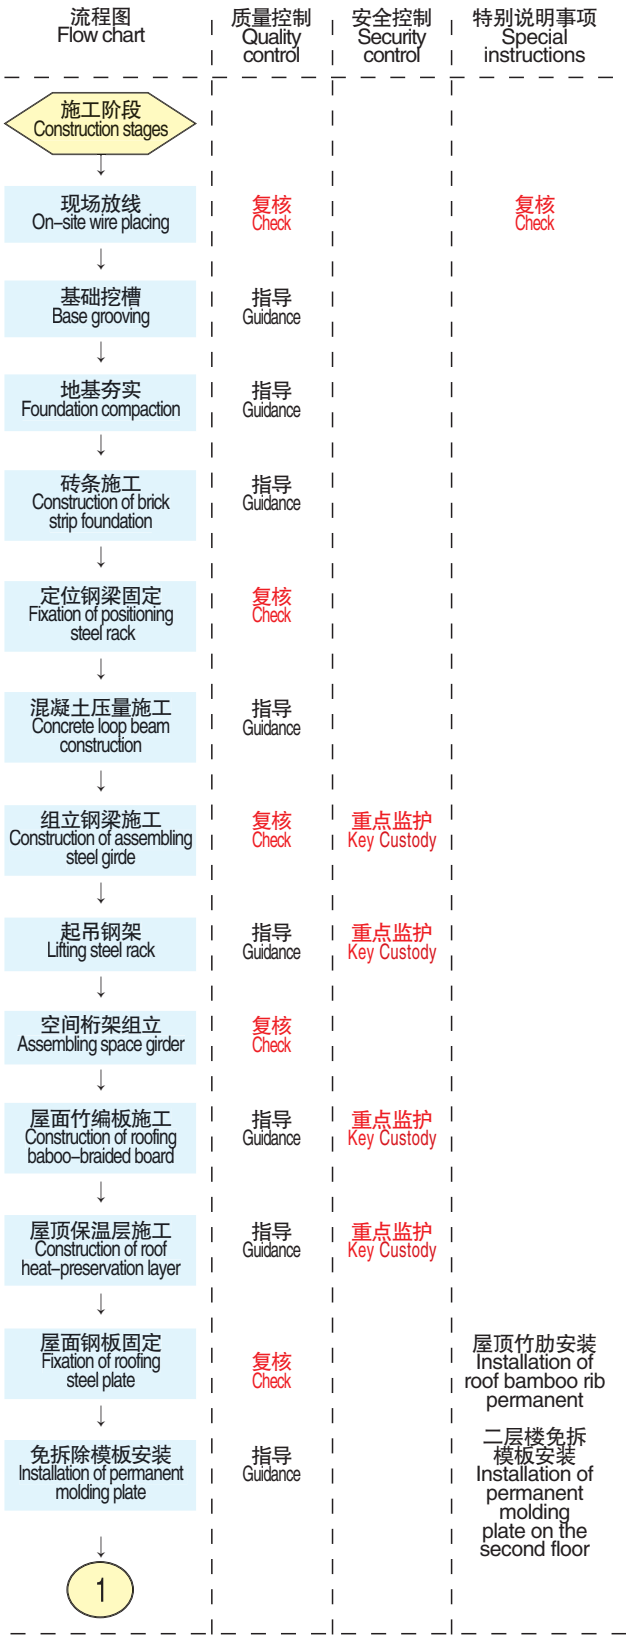 流程图
Flow chart
质量控制
Quality
control
安全控制
Security
control
特别说明事项
Special
instructions
施工阶段
Construction stages
现场放线
On-site wire placing
复核
Check
复核
Check
基础挖槽
Base grooving
指导
Guidance
地基夯实
Foundation compaction
指导
Guidance
砖条施工
Construction of brick
strip foundation
指导
Guidance
定位钢梁固定
Fixation of positioning
steel rack
复核
Check
混凝土压量施工
Concrete loop beam
construction
指导
Guidance
组立钢梁施工
Construction of assembling
steel girde
复核
Check
重点监护
Key Custody
起吊钢架
Lifting steel rack
指导
Guidance
重点监护
Key Custody
空间桁架组立
Assembling space girder
复核
Check
屋面竹编板施工
Construction of roofing
baboo-braided board
指导
Guidance
重点监护
Key Custody
屋顶保温层施工
Construction of roof
heat-preservation layer
指导
Guidance
重点监护
Key Custody
屋面钢板固定
Fixation of roofing
steel plate
复核
Check
屋顶竹肋安装
Installation of
roof bamboo rib
permanent
免拆除模板安装
Installation of permanent
molding plate
指导
Guidance
二层楼免拆
模板安装
Installation of
permanent
molding
plate on the
second floor
1